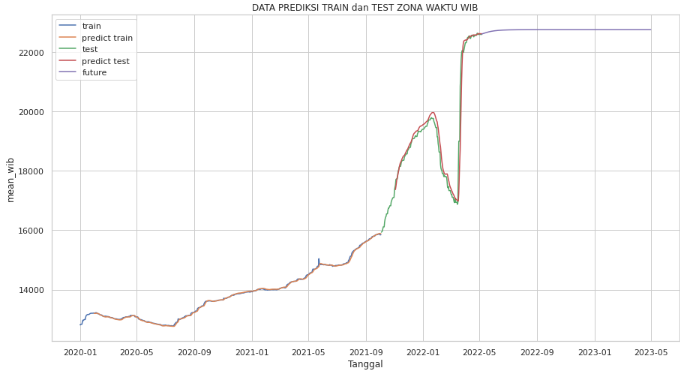 DATA PREDIKSI TRAIN dan TEST ZONA WAKTU WIB
train
predict train
test
predict test
future
mean_wib
22000
20000
18000
16000
14000
2020-01 2020-05 2020-09 2021-01 2021-05 2021-09 2022-01 2022-05 2022-09 2023-01 2023-05
Tanggal